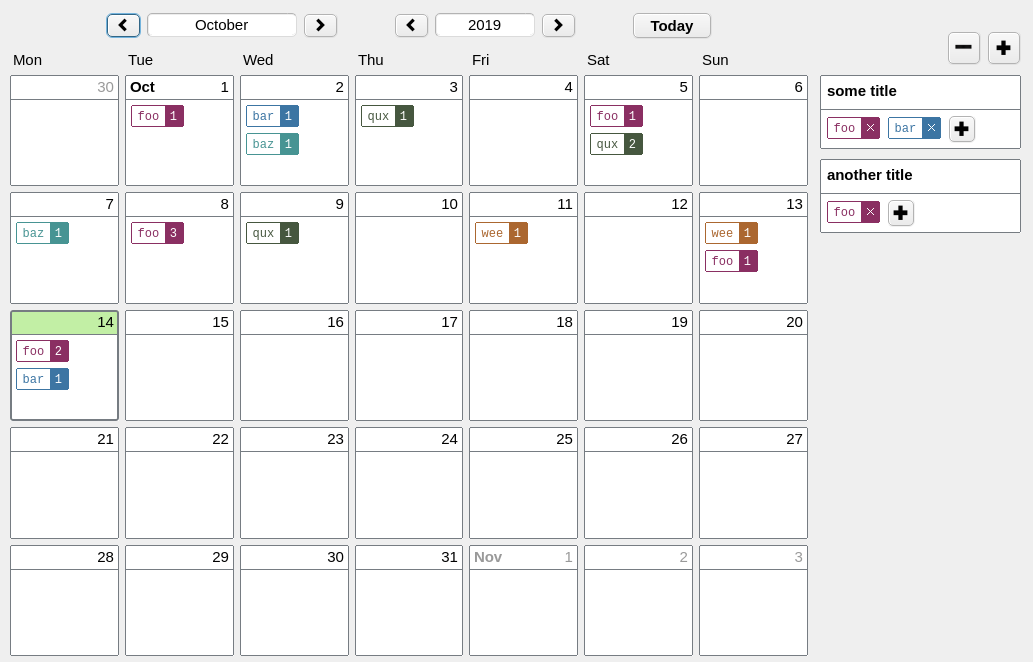 October 2019 Today
Mon Tue Wed Thu Fri Sat Sun
30 Oct 1 2 3 4 5 6
foo 1 bar 1 qux 1 foo 1
baz 1 qux 2
7 8 9 10 11 12 13
baz 1 foo 3 qux 1 wee 1 wee 1
foo 1
14 15 16 17 18 19 20
foo 2
bar 1
21 22 23 24 25 26 27
28 29 30 31 Nov 1 2 3
some title
foo bar
another title
foo